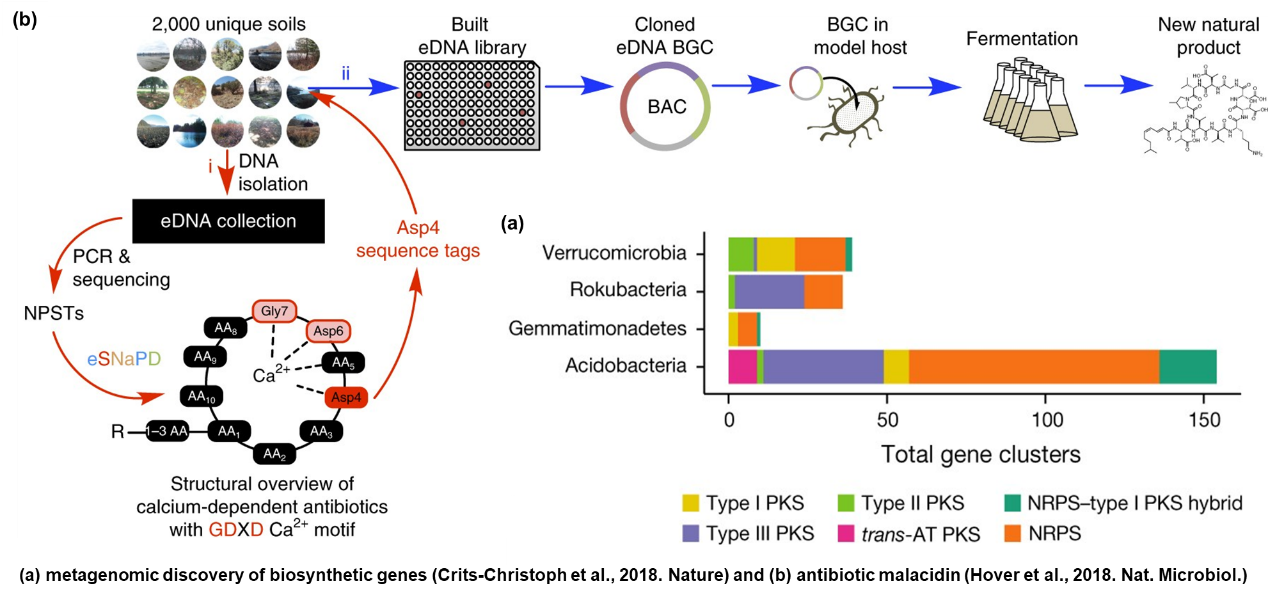 (b)
2,000 unique soils
Built
eDNA library
Cloned
eDNA BGC
BGC in
model host
Fermentation
New natural
product
ii
BAC
i
DNA
isolation
eDNA collection
PCR &
sequencing
NPSTs
eSNaPD
Asp4
sequence tags
Gly7
Asp6
AA5
Asp4
AA3
AA2
AA1
AA10
AA9
AA8
Ca2+
R
1–3 AA
Structural overview of
calcium-dependent antibiotics
with GDXD Ca2+ motif
(a)
Verrucomicrobia
Rokubacteria
Gemmatimonadetes
Acidobacteria
0
50
100
150
Total gene clusters
Type I PKS
Type II PKS
NRPS–type I PKS hybrid
Type III PKS
trans-AT PKS
NRPS
(a) metagenomic discovery of biosynthetic genes (Crits-Christoph et al., 2018. Nature) and (b) antibiotic malacidin (Hover et al., 2018. Nat. Microbiol.)